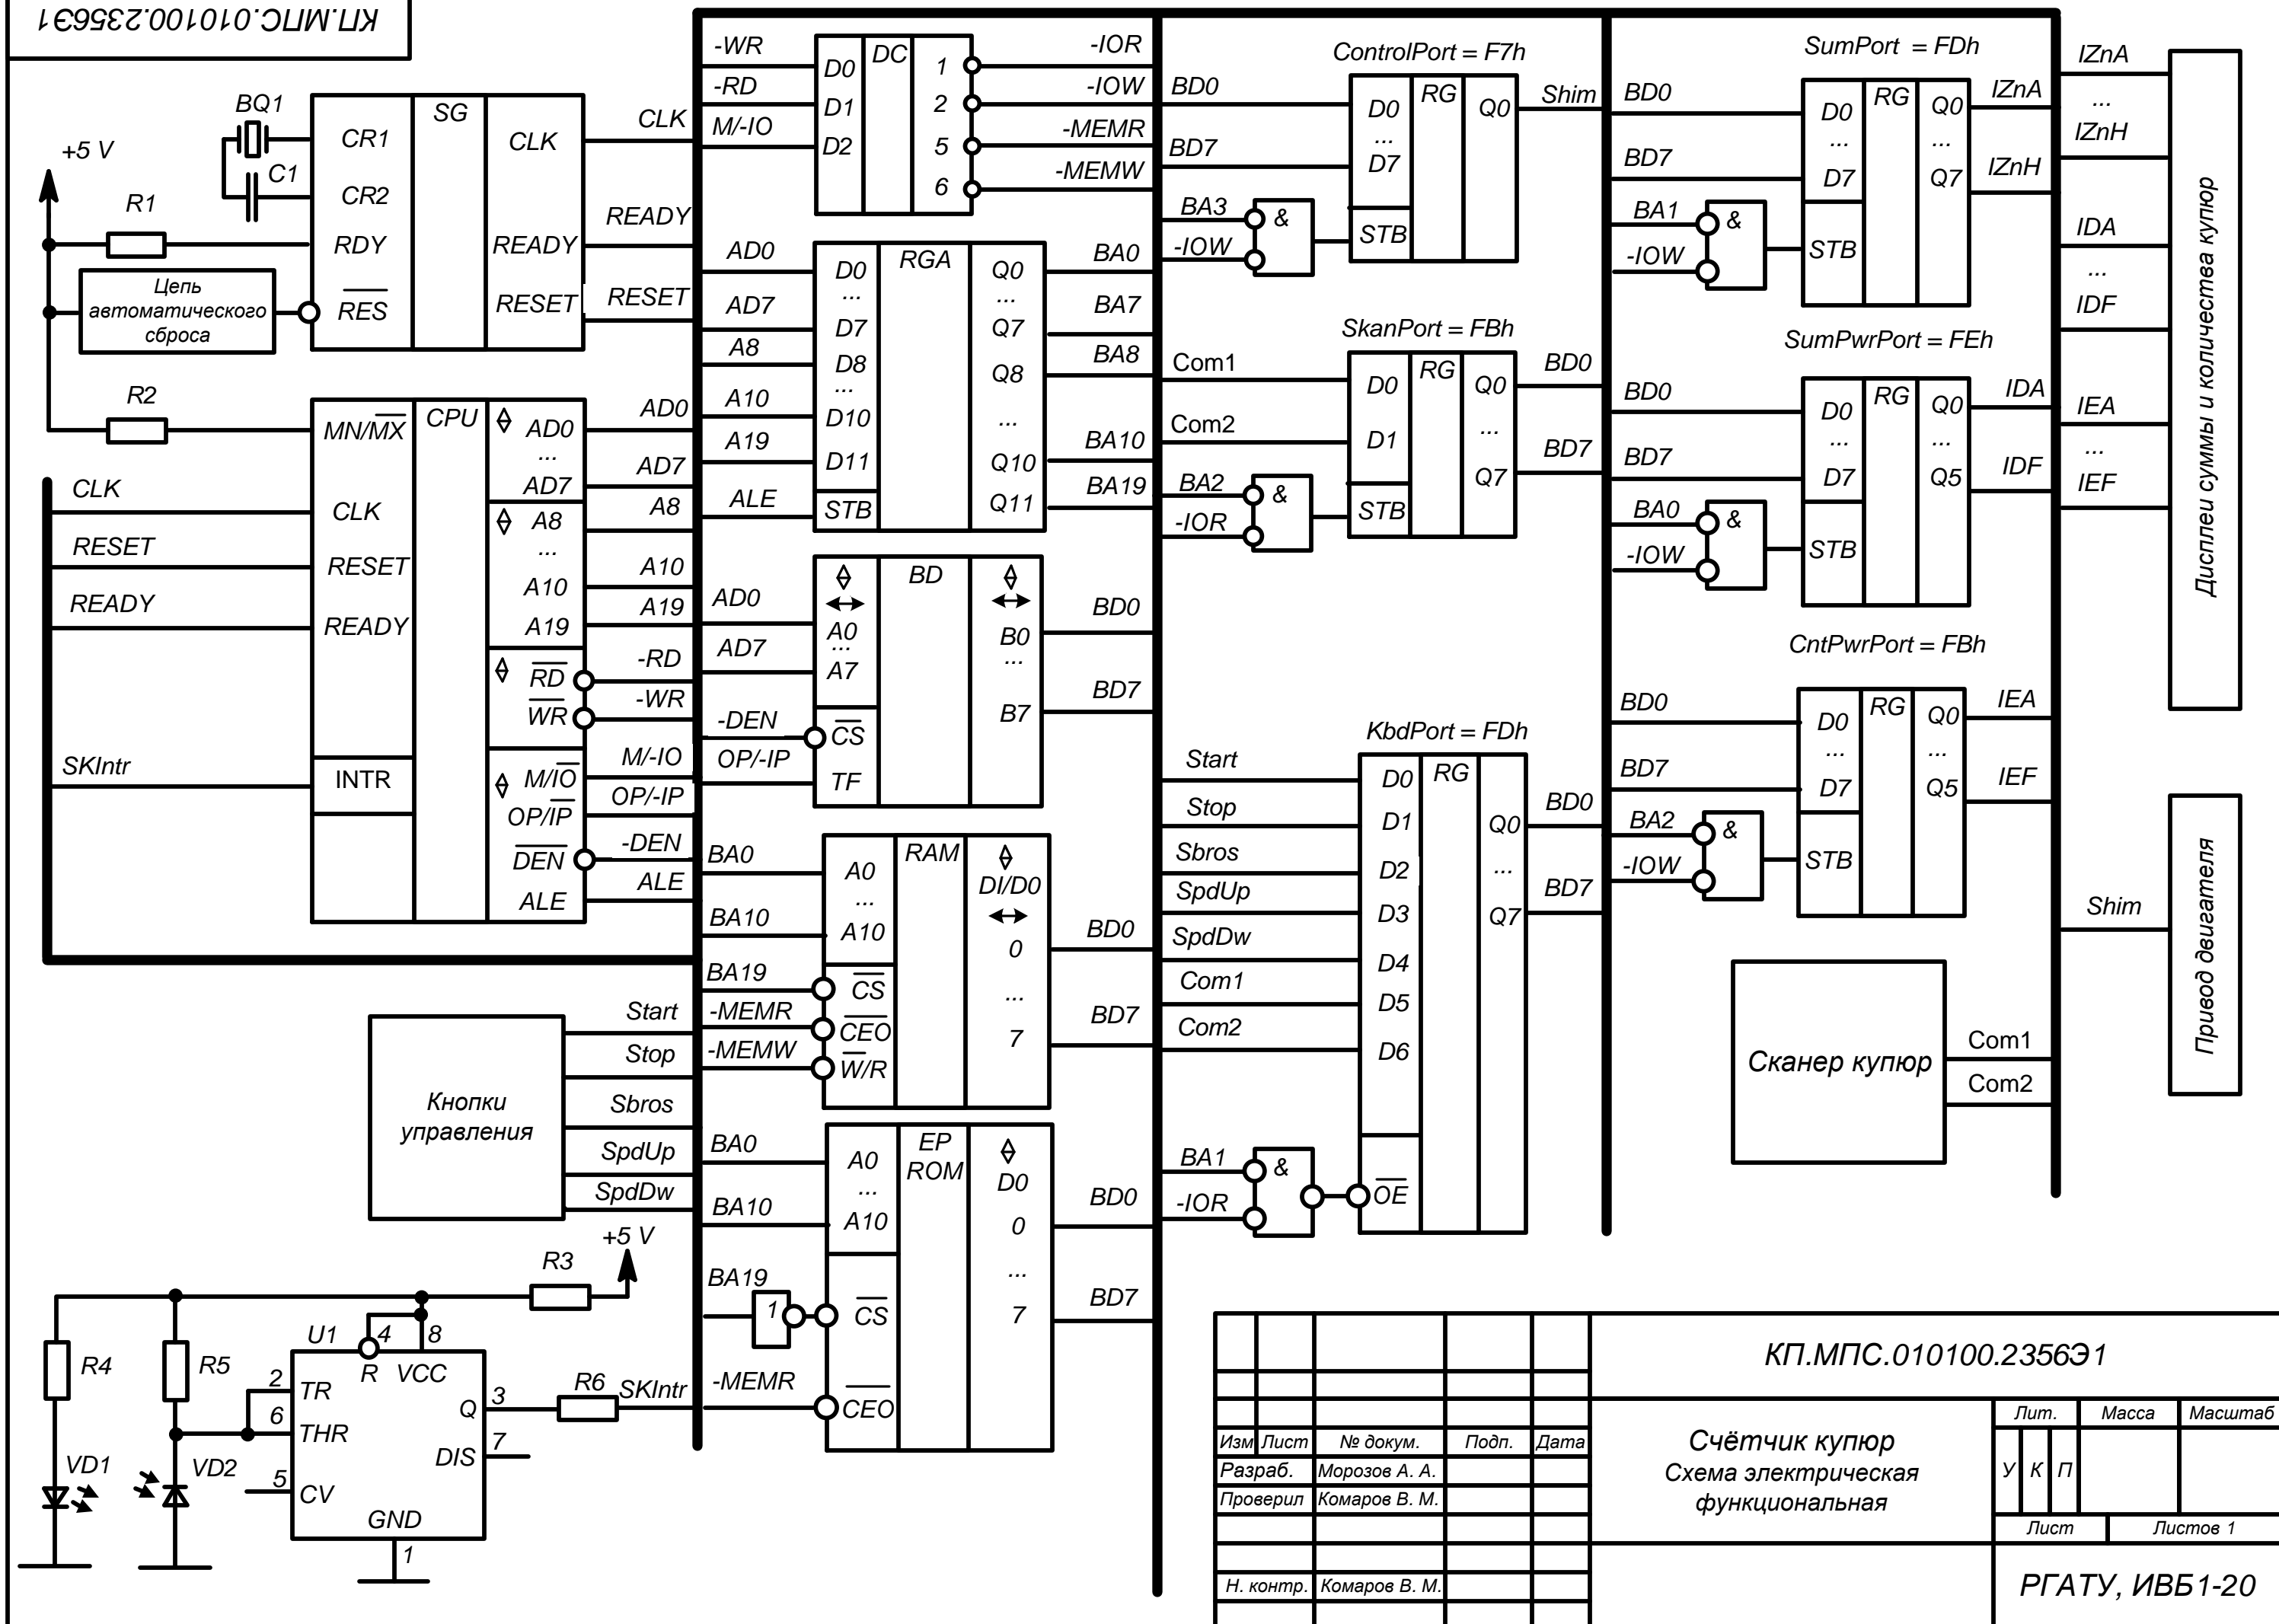 КП.МПС.010100.2356Э1
+5 V
BQ1
C1
R1
Цепь
автоматического
сброса
R2
CR1
CR2
RDY
RES
SG
CLK
READY
RESET
CLK
READY
RESET
MN/MX
CLK
RESET
READY
INTR
CPU
AD0
...
AD7
A8
...
A10
A19
RD
WR
M/IO
OP/IP
DEN
ALE
CLK
RESET
READY
SKIntr
AD0
AD7
A8
A10
A19
-RD
-WR
M/-IO
OP/-IP
-DEN
ALE
Кнопки
управления
Start
Stop
Sbros
SpdUp
SpdDw
+5 V
R3
R4
R5
VD1
VD2
U1
4
8
R
VCC
2
TR
6
THR
5
CV
Q
3
DIS
7
GND
1
R6
SKIntr
-WR
-RD
M/-IO
D0
D1
D2
DC
1
2
5
6
-IOR
-IOW
-MEMR
-MEMW
AD0
AD7
A8
A10
A19
ALE
D0
...
D7
D8
...
D10
D11
STB
RGA
Q0
...
Q7
Q8
...
Q10
Q11
BA0
BA7
BA8
BA10
BA19
AD0
AD7
-DEN
OP/-IP
A0
...
A7
CS
TF
BD
B0
...
B7
BD0
BD7
BA0
BA10
BA19
-MEMR
-MEMW
A0
...
A10
CS
CEO
W/R
RAM
DI/D0
0
...
7
BD0
BD7
BA0
BA10
BA19
1
-MEMR
A0
...
A10
CS
CEO
EP
ROM
D0
0
...
7
BD0
BD7
ControlPort = F7h
BD0
BD7
BA3
-IOW
&
D0
...
D7
STB
RG
Q0
Shim
SkanPort = FBh
Com1
Com2
BA2
-IOR
&
D0
D1
STB
RG
Q0
...
Q7
BD0
BD7
KbdPort = FDh
Start
Stop
Sbros
SpdUp
SpdDw
Com1
Com2
BA1
-IOR
&
D0
D1
D2
D3
D4
D5
D6
OE
RG
Q0
...
Q7
BD0
BD7
SumPort = FDh
BD0
BD7
BA1
-IOW
&
D0
...
D7
STB
RG
Q0
...
Q7
IZnA
IZnH
SumPwrPort = FEh
BD0
BD7
BA0
-IOW
&
D0
...
D7
STB
RG
Q0
...
Q5
IDA
IDF
CntPwrPort = FBh
BD0
BD7
BA2
-IOW
&
D0
...
D7
STB
RG
Q0
...
Q5
IEA
IEF
Сканер купюр
Com1
Com2
IZnA
...
IZnH
IDA
...
IDF
IEA
...
IEF
Дисплеи суммы и количества купюр
Shim
Привод двигателя
КП.МПС.010100.2356Э1
Изм Лист № докум. Подп. Дата
Разраб. Морозов А. А.
Проверил Комаров В. М.
Н. контр. Комаров В. М.
Счётчик купюр
Схема электрическая
функциональная
Лит. Масса Масштаб
У К П
Лист Листов 1
РГАТУ, ИВБ1-20